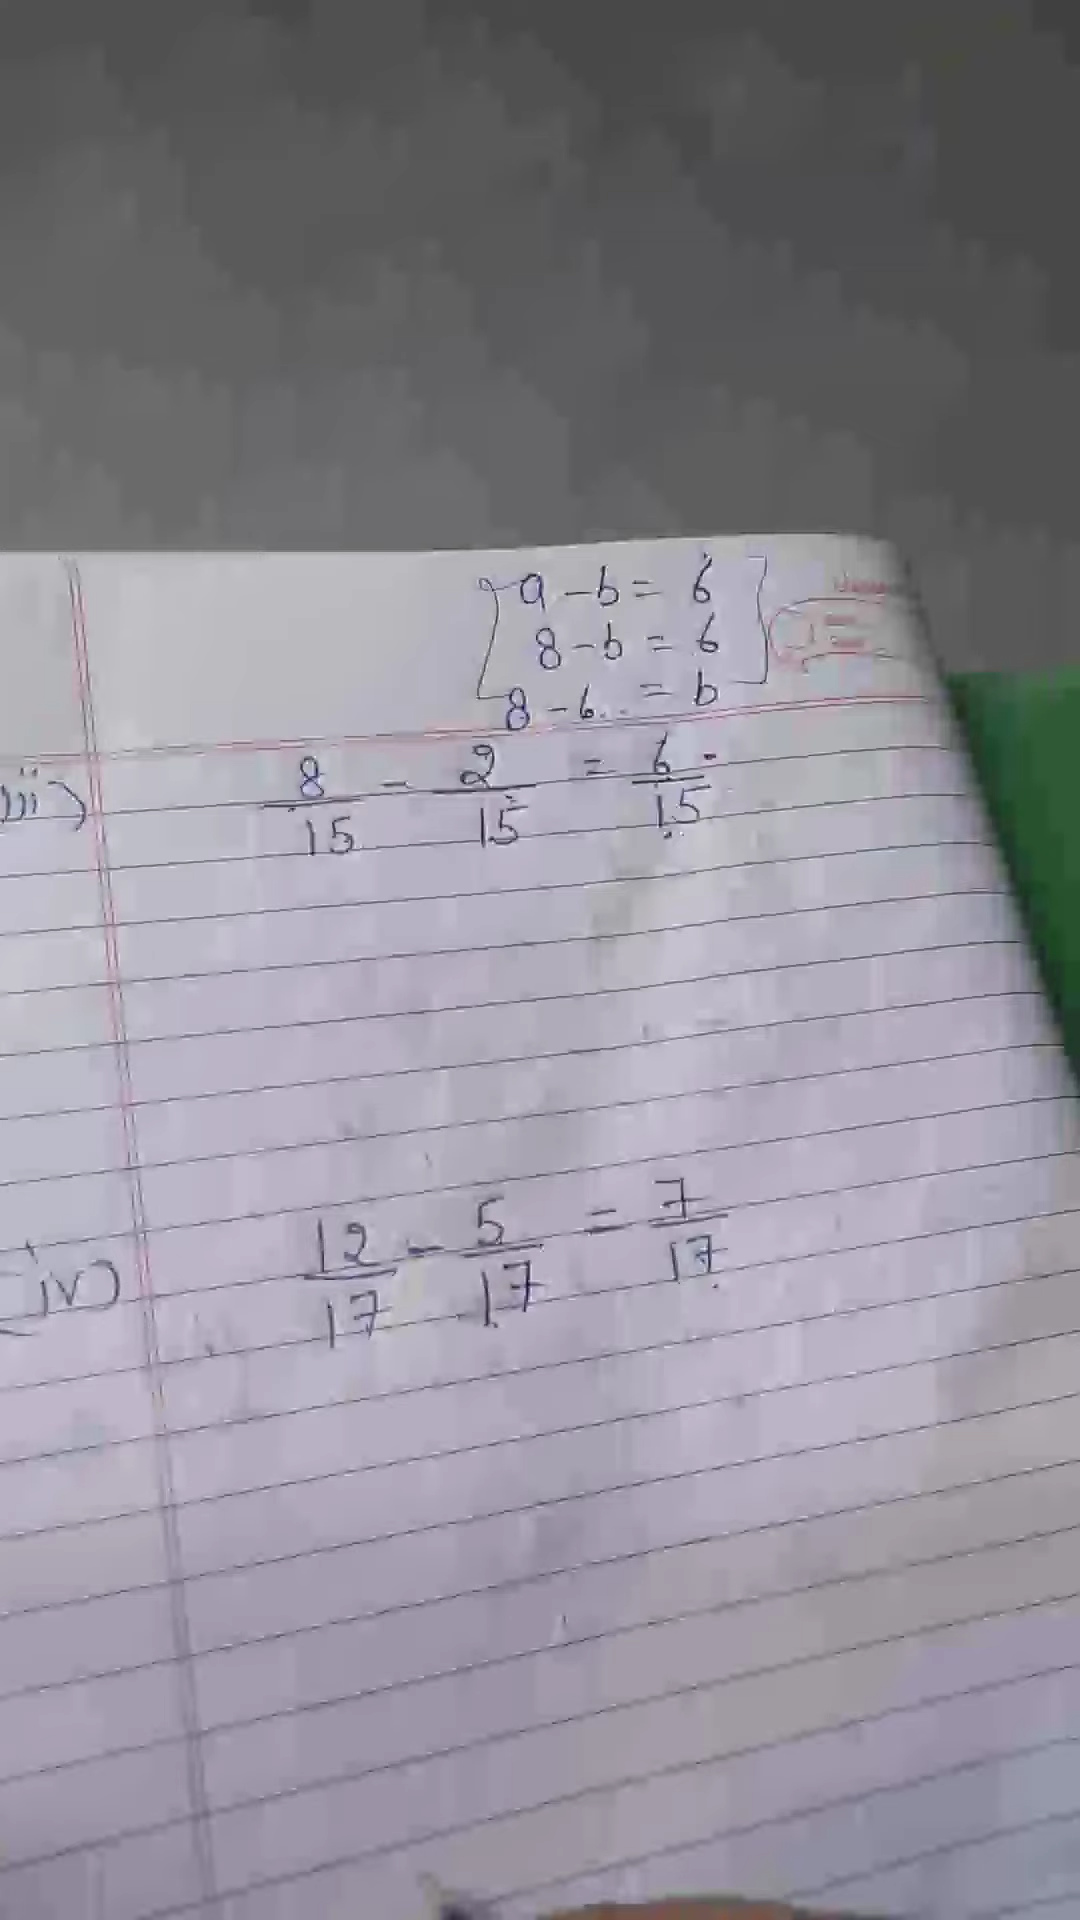 a - b = 6
8 - b = 6
8 - 6.. = b
iii) 8/15 - 2/15 = 6/15
iv) 12/17 - 5/17 = 7/17